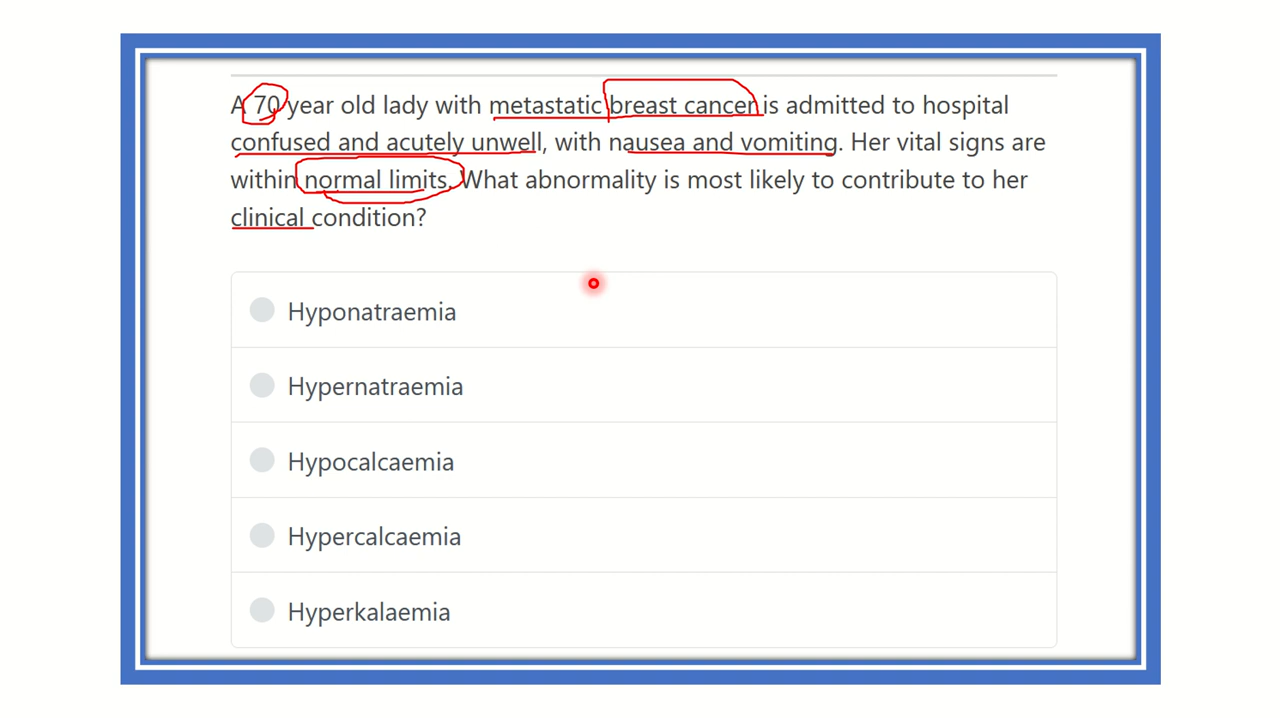 A 70 year old lady with metastatic breast cancer is admitted to hospital
confused and acutely unwell, with nausea and vomiting. Her vital signs are
within normal limits. What abnormality is most likely to contribute to her
clinical condition?
Hyponatraemia
Hypernatraemia
Hypocalcaemia
Hypercalcaemia
Hyperkalaemia